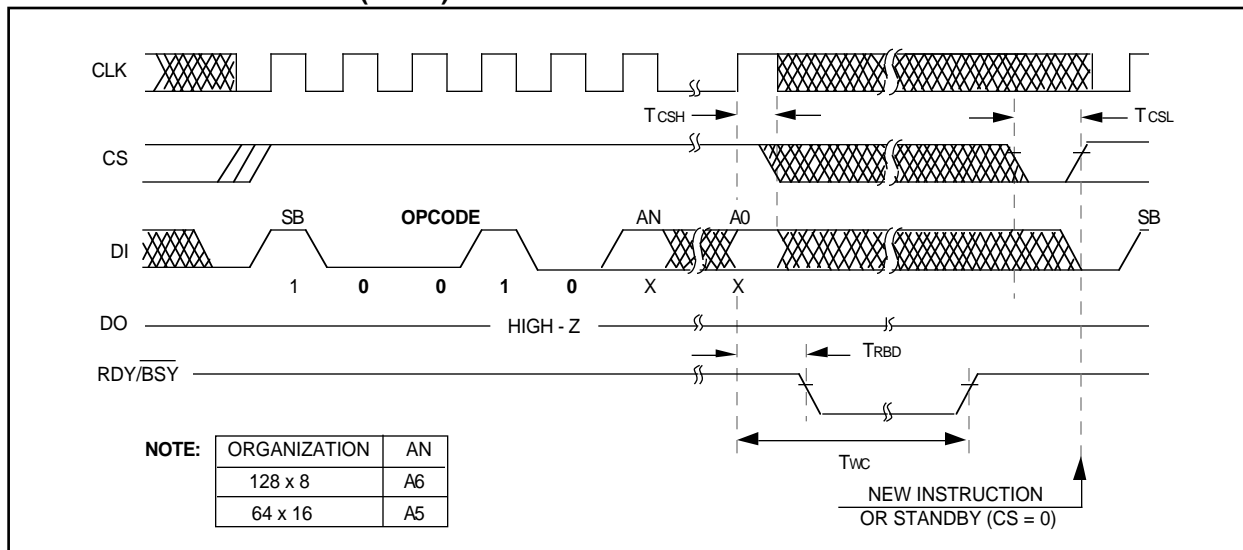 CLK
TCSH
TCSL
CS
SB OPCODE AN A0 SB
DI
1 0 0 1 0 X X
DO HIGH - Z
TRBD
RDY/BSY
TWC
NOTE: ORGANIZATION AN
128 x 8 A6
64 x 16 A5
NEW INSTRUCTION
OR STANDBY (CS = 0)